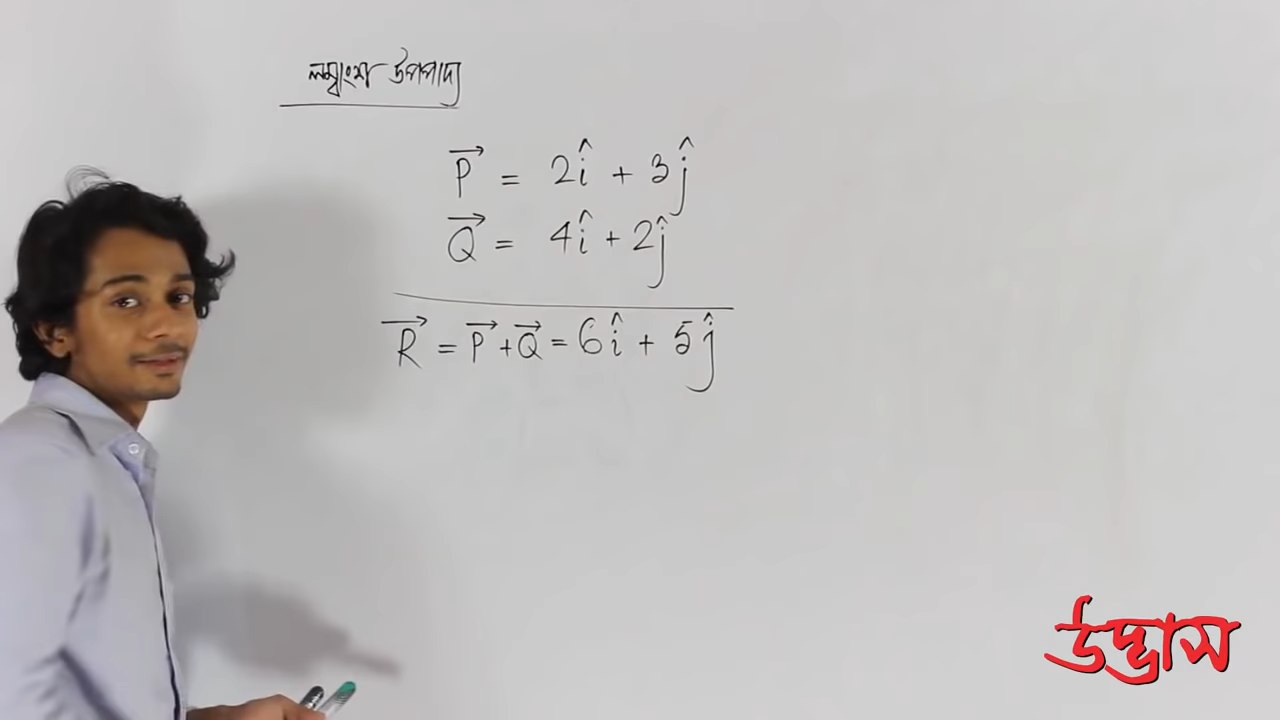 লম্বাংশ উপপাদ্য
P⃗ = 2î + 3ĵ
Q⃗ = 4î + 2ĵ
R⃗ = P⃗ + Q⃗ = 6î + 5ĵ
উদ্ভাস